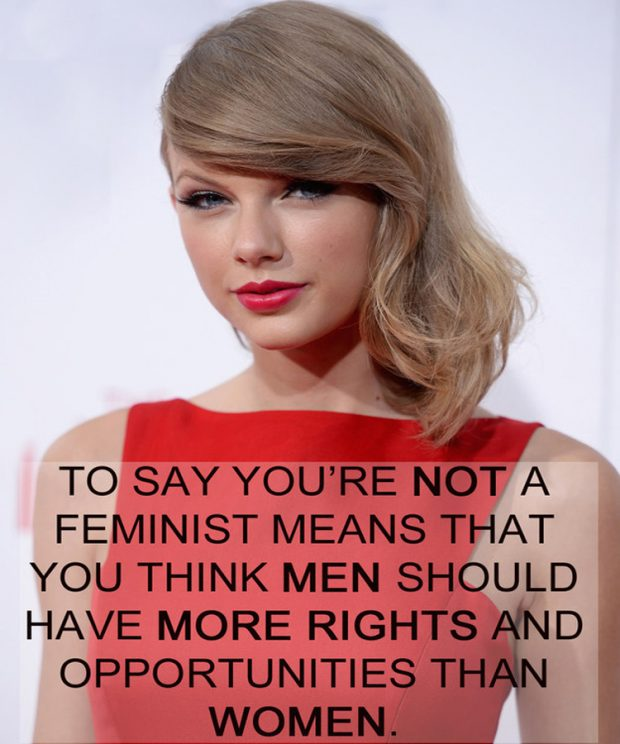 TO SAY YOU’RE NOT A
FEMINIST MEANS THAT
YOU THINK MEN SHOULD
HAVE MORE RIGHTS AND
OPPORTUNITIES THAN
WOMEN.